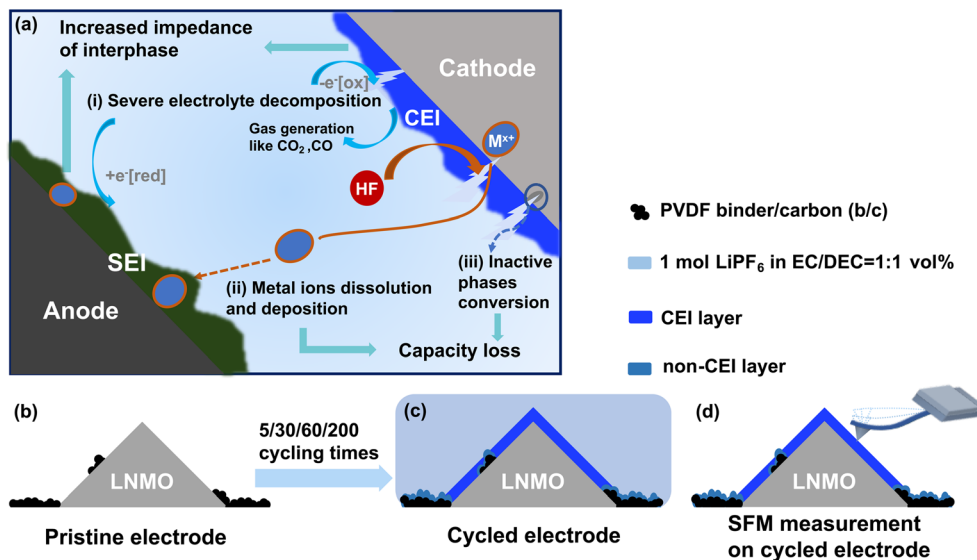 (a)
Increased impedance
of interphase
Cathode
-e⁻[ox]
(i) Severe electrolyte decomposition
CEI
Gas generation
like CO₂ ,CO
Mˣ⁺
+e⁻[red]
HF
SEI
(iii) Inactive
phases
conversion
(ii) Metal ions dissolution
and deposition
Anode
Capacity loss
PVDF binder/carbon (b/c)
1 mol LiPF₆ in EC/DEC=1:1 vol%
CEI layer
non-CEI layer
(b)
LNMO
Pristine electrode
5/30/60/200
cycling times
(c)
LNMO
Cycled electrode
(d)
LNMO
SFM measurement
on cycled electrode